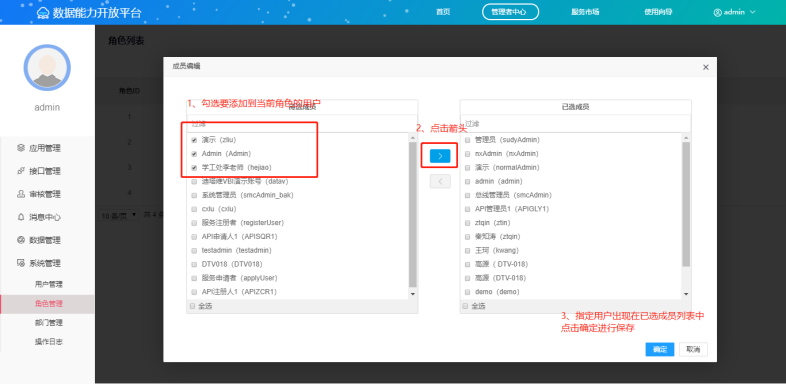 数据能力开放平台
首页
管理者中心
服务市场
使用向导
admin
角色列表
admin
角色ID
1
2
3
4
10 条/页
共 4 条
应用管理
接口管理
审核管理
消息中心
数据管理
系统管理
用户管理
角色管理
部门管理
操作日志
成员编辑
×
1、勾选要添加到当前角色的用户
待选成员
过滤
演示（zliu）
Admin（Admin）
学工处李老师（hejiao）
迪塔维VBI演示账号（datav）
系统管理员（smcAdmin_bak）
cxlu（cxlu）
服务注册者（registerUser）
API申请人1（APISQR1）
testadmin（testadmin）
DTV018（DTV018）
服务申请者（applyUser）
API注册人1（APIZCR1）
全选
2、点击箭头
>
<
已选成员
过滤
管理员（sudyAdmin）
nxAdmin（nxAdmin）
演示（normalAdmin）
admin（admin）
总线管理员（smcAdmin）
API管理员1（APIGLY1）
ztqin（ztin）
秦知涛（ztqin）
王珂（kwang）
高源（ DTV-018）
高源（DTV-018）
demo（demo）
全选
3、指定用户出现在已选成员列表中
点击确定进行保存
确定
取消